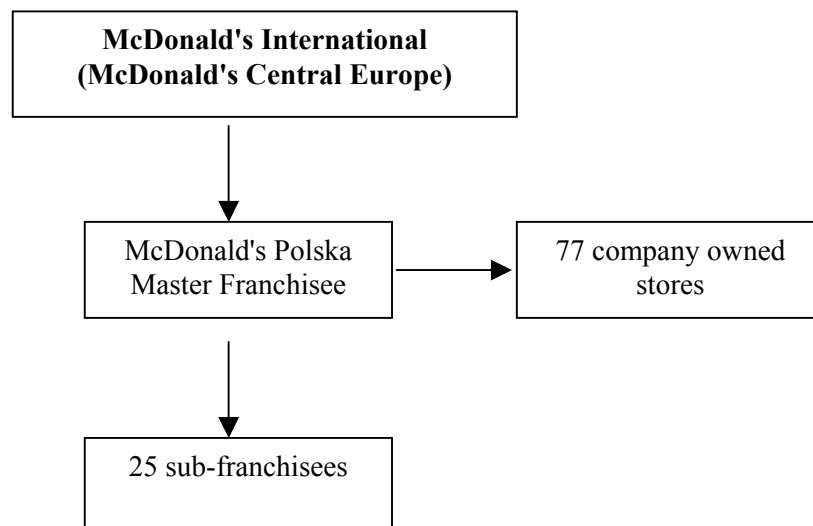 McDonald's International
(McDonald's Central Europe)
McDonald's Polska
Master Franchisee
77 company owned
stores
25 sub-franchisees